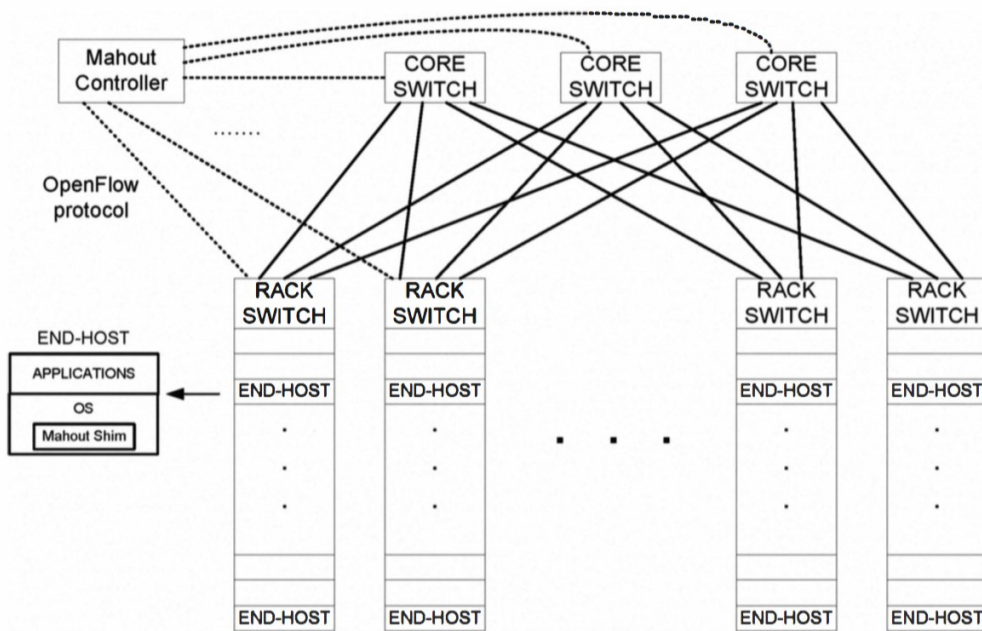 Mahout
Controller
CORE
SWITCH
CORE
SWITCH
CORE
SWITCH
OpenFlow
protocol
RACK
SWITCH
RACK
SWITCH
RACK
SWITCH
RACK
SWITCH
END-HOST
APPLICATIONS
OS
Mahout Shim
END-HOST
END-HOST
END-HOST
END-HOST
END-HOST
END-HOST
END-HOST
END-HOST